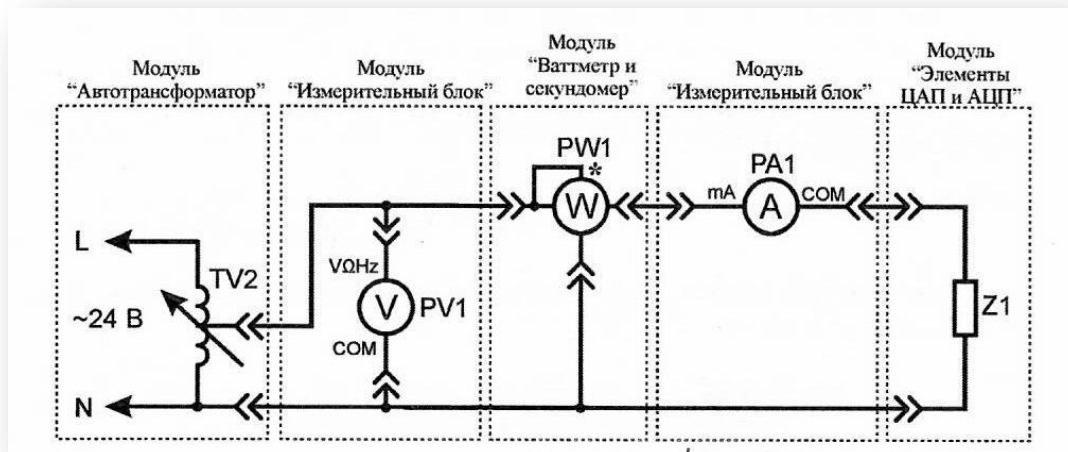 Модуль
“Автотрансформатор”
Модуль
“Измерительный блок”
Модуль
“Ваттметр и
секундомер”
Модуль
“Измерительный блок”
Модуль
“Элементы
ЦАП и АЦП”
L
TV2
~24 В
N
VΩHz
V
PV1
COM
PW1
*
W
mA
PA1
A
COM
Z1